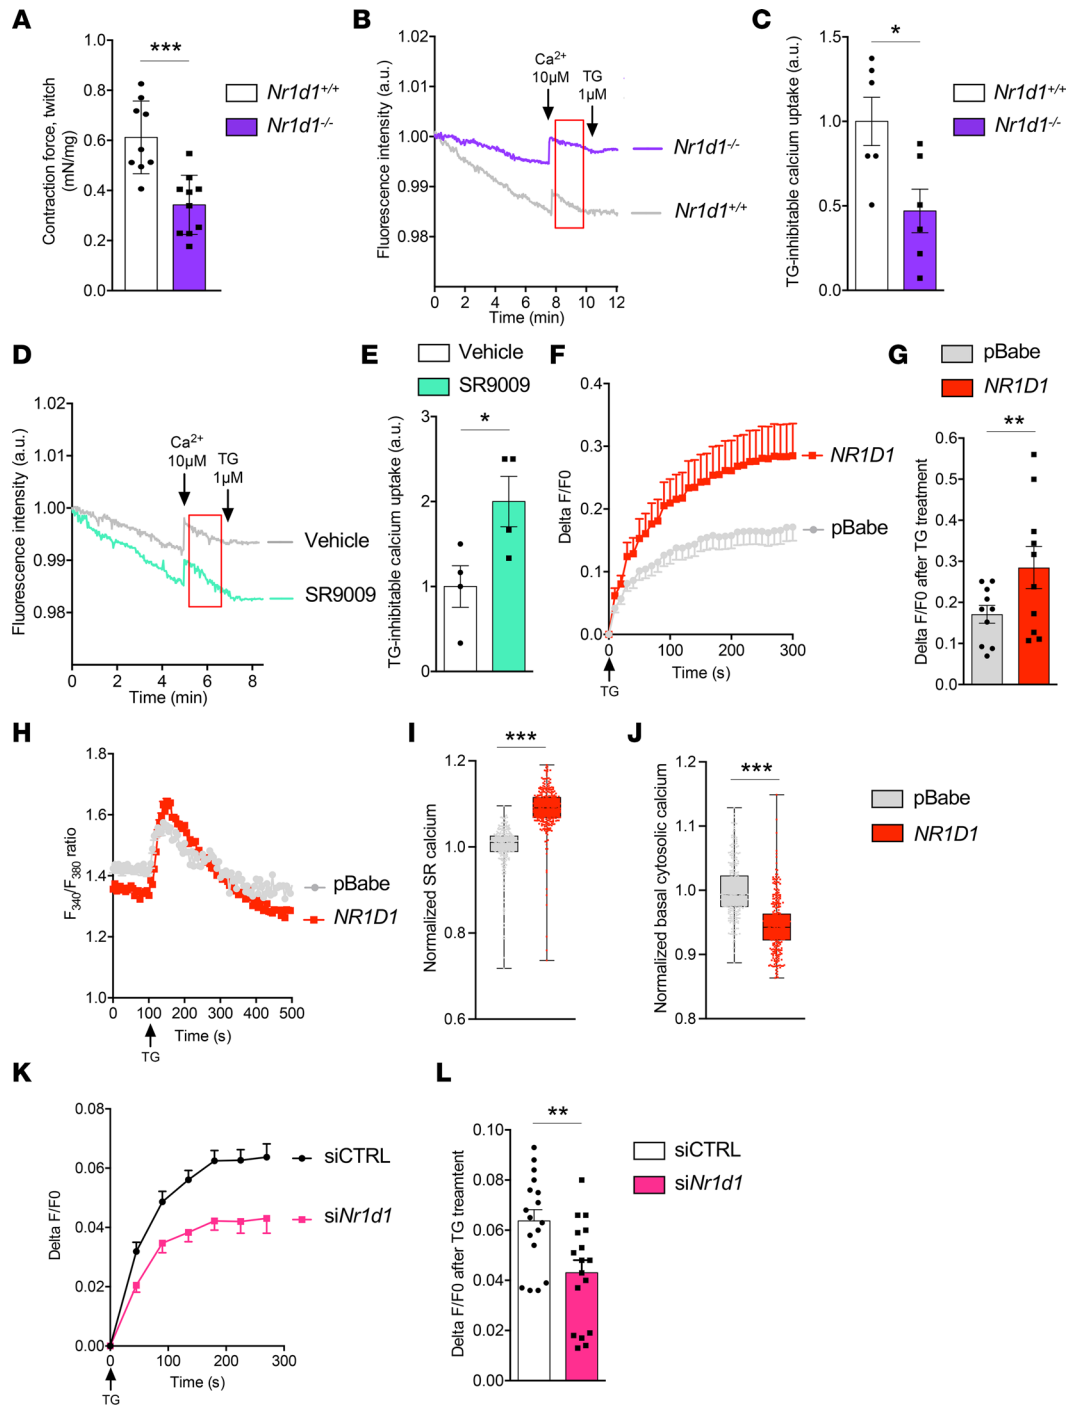 A
Contraction force, twitch
(mN/mg)
1.0
0.8
0.6
0.4
0.2
0.0
***
Nr1d1+/+
Nr1d1-/-
B
Fluorescence intensity (a.u.)
1.02
1.01
1.00
0.99
0.98
Ca2+
10µM
TG
1µM
Nr1d1-/-
Nr1d1+/+
0 2 4 6 8 10 12
Time (min)
C
TG-inhibitable calcium uptake (a.u.)
1.5
1.0
0.5
0.0
*
Nr1d1+/+
Nr1d1-/-
D
Fluorescence intensity (a.u.)
1.02
1.01
1.00
0.99
0.98
Ca2+
10µM
TG
1µM
Vehicle
SR9009
0 2 4 6 8
Time (min)
E
Vehicle
SR9009
TG-inhibitable calcium uptake (a.u.)
3
2
1
0
*
F
Delta F/F0
0.4
0.3
0.2
0.1
0.0
NR1D1
pBabe
0 100 200 300
Time (s)
TG
G
pBabe
NR1D1
Delta F/F0 after TG treatment
0.6
0.5
0.4
0.3
0.2
0.1
0.0
**
H
F340/F380 ratio
1.8
1.6
1.4
1.2
1.0
pBabe
NR1D1
0 100 200 300 400 500
Time (s)
TG
I
Normalized SR calcium
1.2
1.0
0.8
0.6
***
J
Normalized basal cytosolic calcium
1.2
1.1
1.0
0.9
0.8
***
pBabe
NR1D1
K
Delta F/F0
0.08
0.06
0.04
0.02
0.00
siCTRL
siNr1d1
0 100 200 300
Time (s)
TG
L
Delta F/F0 after TG treamtent
0.10
0.08
0.06
0.04
0.02
0.00
**
siCTRL
siNr1d1